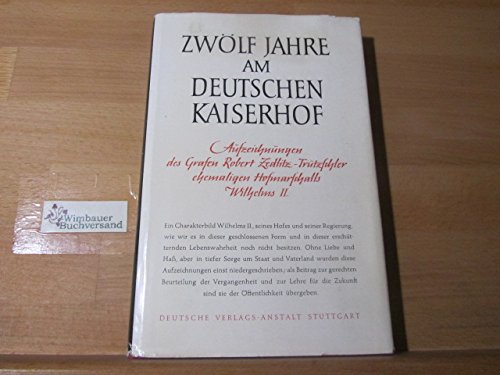 ZWÖLF JAHRE
AM
DEUTSCHEN
KAISERHOF
Aufzeichnungen
des Grafen Robert Zedlitz-Trützschler
ehemaligen Hofmarschalls
Wilhelms II.
Ein Charakterbild Wilhelms II., seines Hofes und seiner Regierung,
wie wir es in dieser geschlossenen Form und in dieser erschüt-
ternden Lebenswahrheit noch nicht besitzen. Ohne Liebe und
Haß, aber in tiefer Sorge um Staat und Vaterland wurden diese
Aufzeichnungen einst niedergeschrieben; als Beitrag zur gerechten
Beurteilung der Vergangenheit und zur Lehre für die Zukunft
sind sie der Öffentlichkeit übergeben.
DEUTSCHE VERLAGS-ANSTALT STUTTGART
Wimbauer
Buchversand